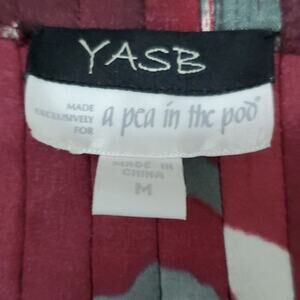 YASB
MADE
EXCLUSIVELY
FOR
a pea in the pod®
MADE IN
CHINA
M